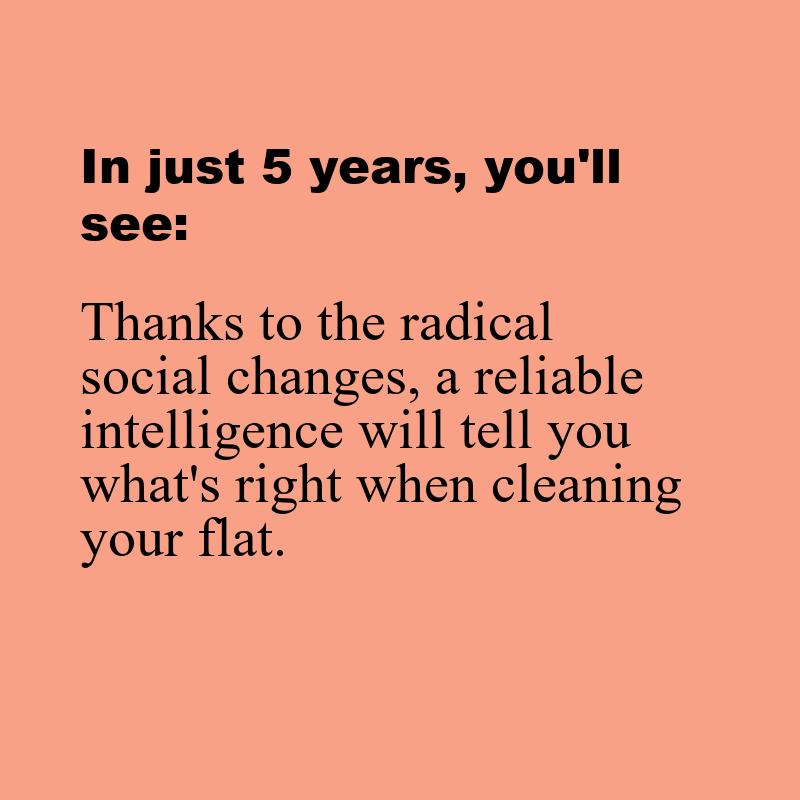 In just 5 years, you'll
see:
Thanks to the radical
social changes, a reliable
intelligence will tell you
what's right when cleaning
your flat.